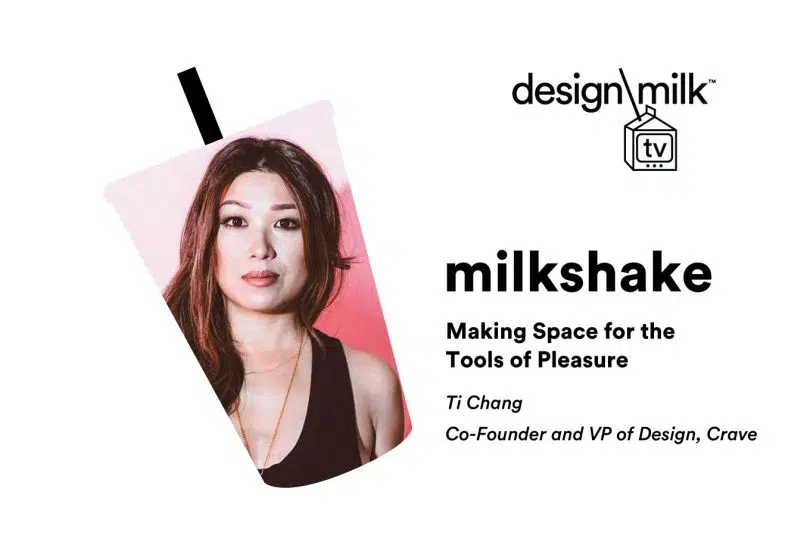 design milk™
tv
milkshake
Making Space for the
Tools of Pleasure
Ti Chang
Co-Founder and VP of Design, Crave